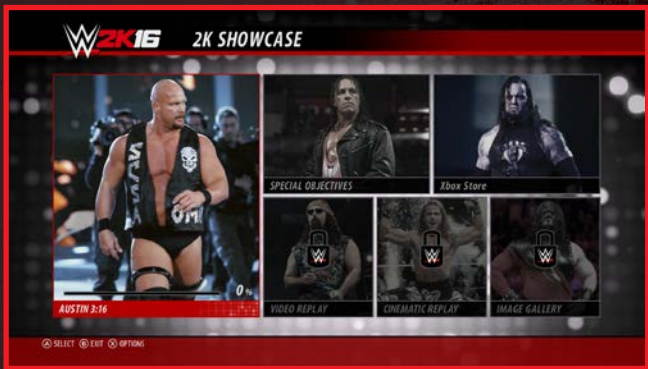 W 2K16 2K SHOWCASE
OMR
0%
AUSTIN 3:16
SPECIAL OBJECTIVES
Xbox Store
VIDEO REPLAY
CINEMATIC REPLAY
IMAGE GALLERY
A SELECT B EXIT X OPTIONS